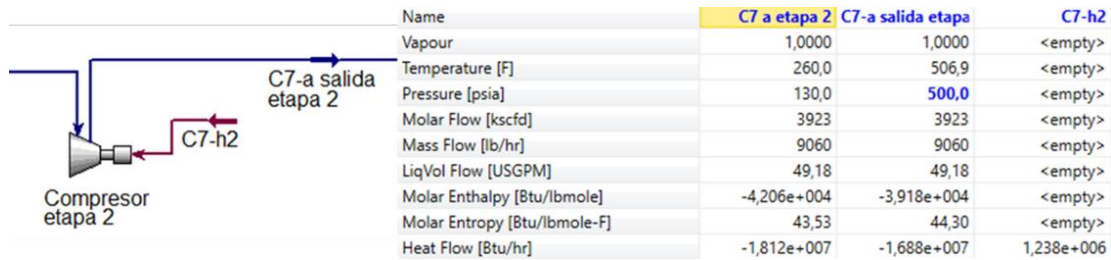 C7-a salida
etapa 2
C7-h2
Compresor
etapa 2
Name C7 a etapa 2 C7-a salida etapa C7-h2
Vapour 1,0000 1,0000 <empty>
Temperature [F] 260,0 506,9 <empty>
Pressure [psia] 130,0 500,0 <empty>
Molar Flow [kscfd] 3923 3923 <empty>
Mass Flow [lb/hr] 9060 9060 <empty>
LiqVol Flow [USGPM] 49,18 49,18 <empty>
Molar Enthalpy [Btu/lbmole] -4,206e+004 -3,918e+004 <empty>
Molar Entropy [Btu/lbmole-F] 43,53 44,30 <empty>
Heat Flow [Btu/hr] -1,812e+007 -1,688e+007 1,238e+006